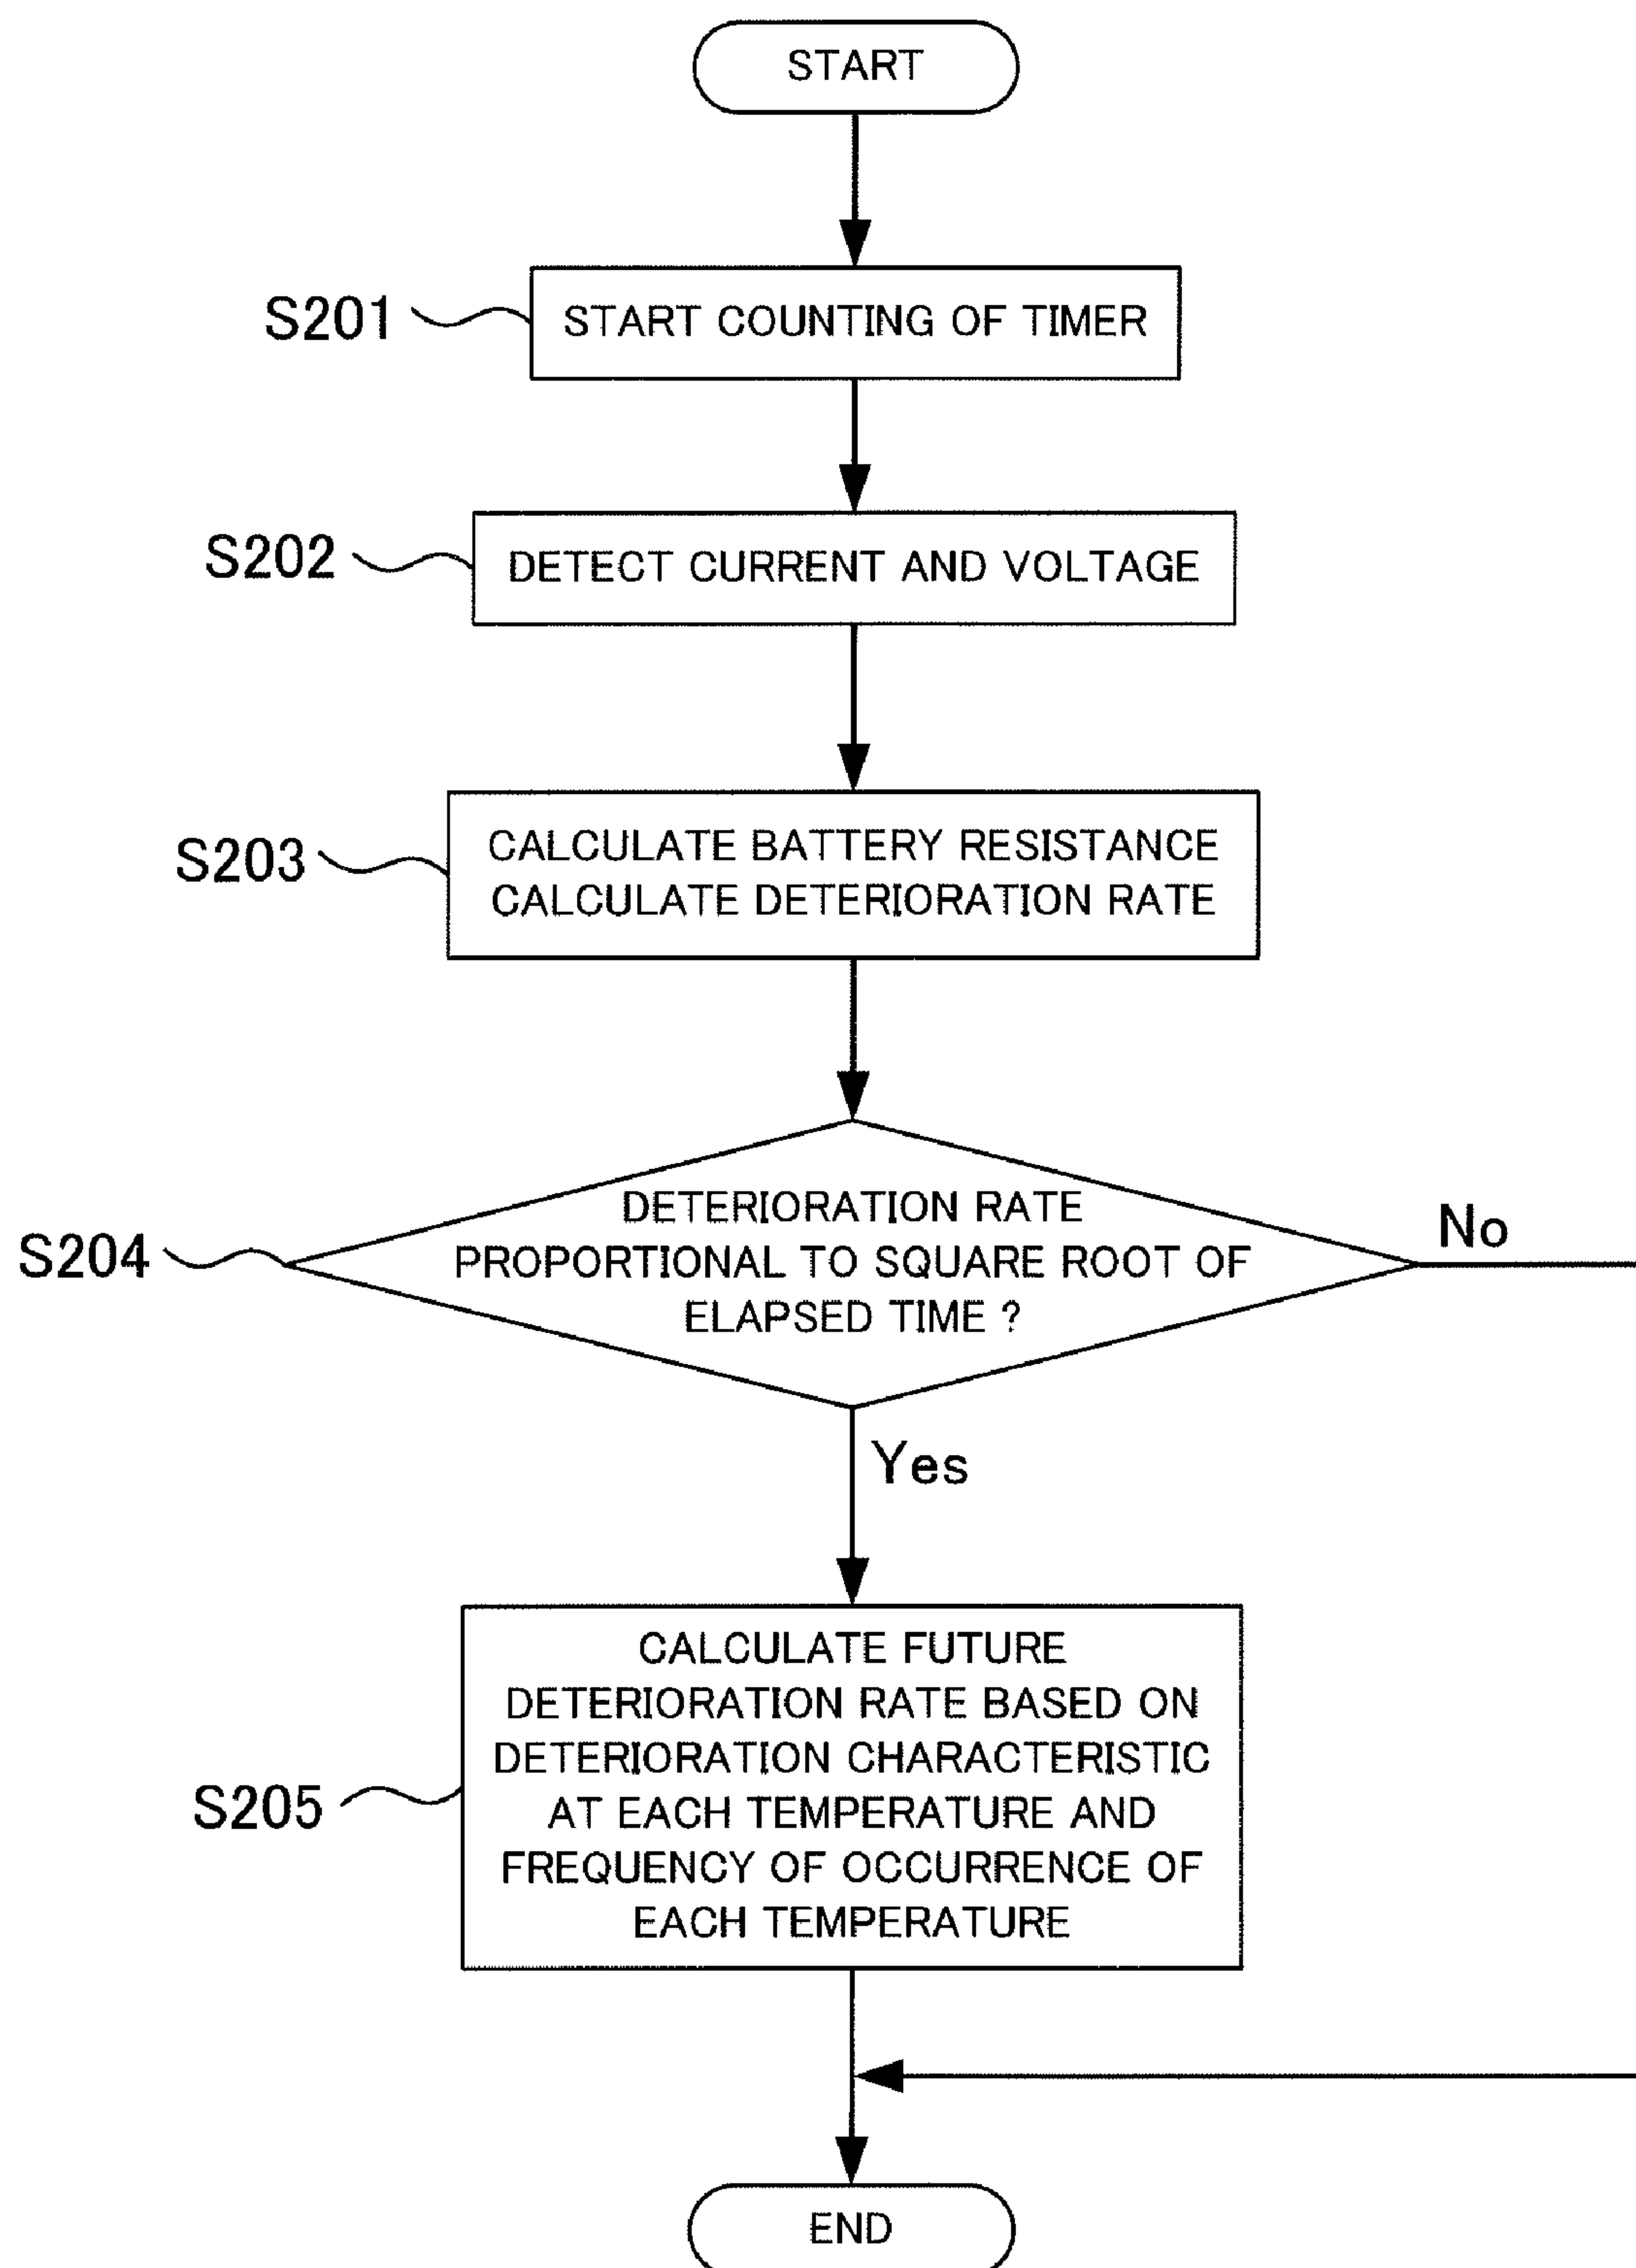 START
S201
START COUNTING OF TIMER
S202
DETECT CURRENT AND VOLTAGE
S203
CALCULATE BATTERY RESISTANCE
CALCULATE DETERIORATION RATE
S204
DETERIORATION RATE
PROPORTIONAL TO SQUARE ROOT OF
ELAPSED TIME ?
No
Yes
S205
CALCULATE FUTURE
DETERIORATION RATE BASED ON
DETERIORATION CHARACTERISTIC
AT EACH TEMPERATURE AND
FREQUENCY OF OCCURRENCE OF
EACH TEMPERATURE
END